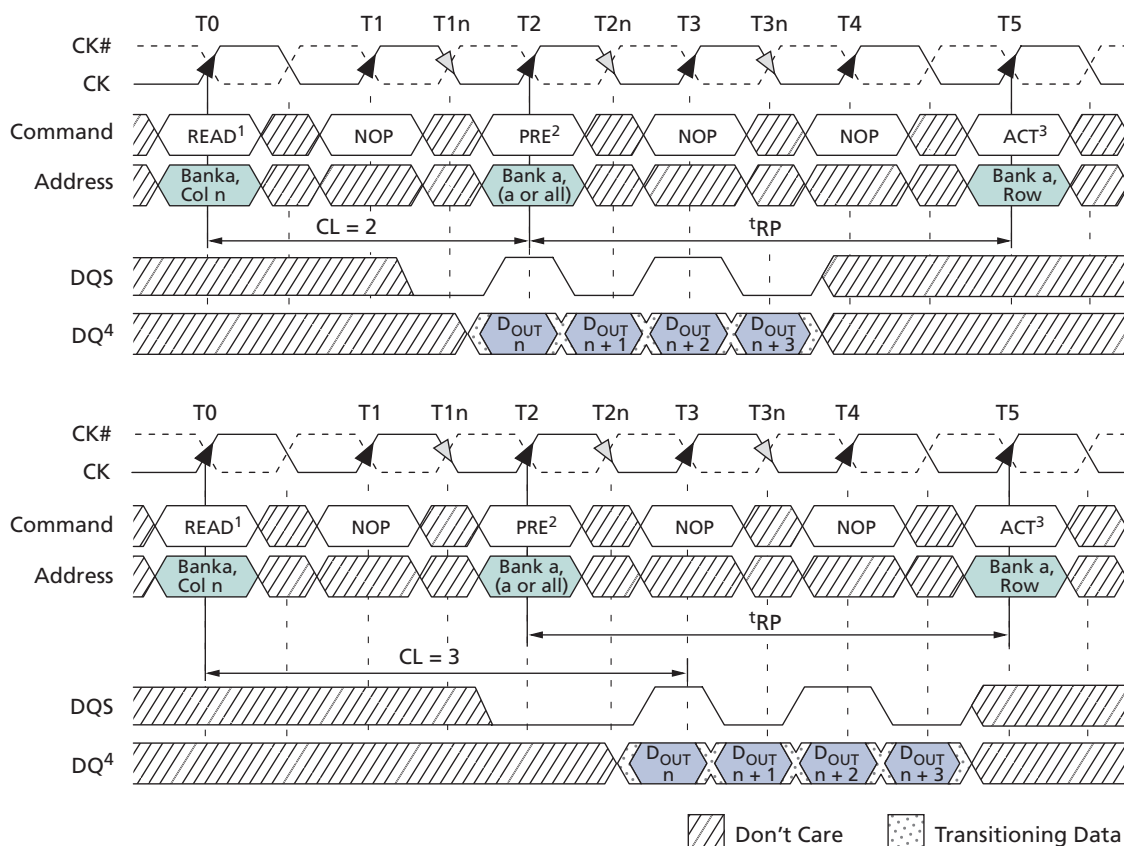 T0 T1 T1n T2 T2n T3 T3n T4 T5
CK#
CK
Command READ1 NOP PRE2 NOP NOP ACT3
Address Banka, Col n Bank a, (a or all) Bank a, Row
CL = 2 tRP
DQS
DQ4 DOUT n DOUT n + 1 DOUT n + 2 DOUT n + 3
T0 T1 T1n T2 T2n T3 T3n T4 T5
CK#
CK
Command READ1 NOP PRE2 NOP NOP ACT3
Address Banka, Col n Bank a, (a or all) Bank a, Row
tRP
CL = 3
DQS
DQ4 DOUT n DOUT n + 1 DOUT n + 2 DOUT n + 3
Don't Care Transitioning Data